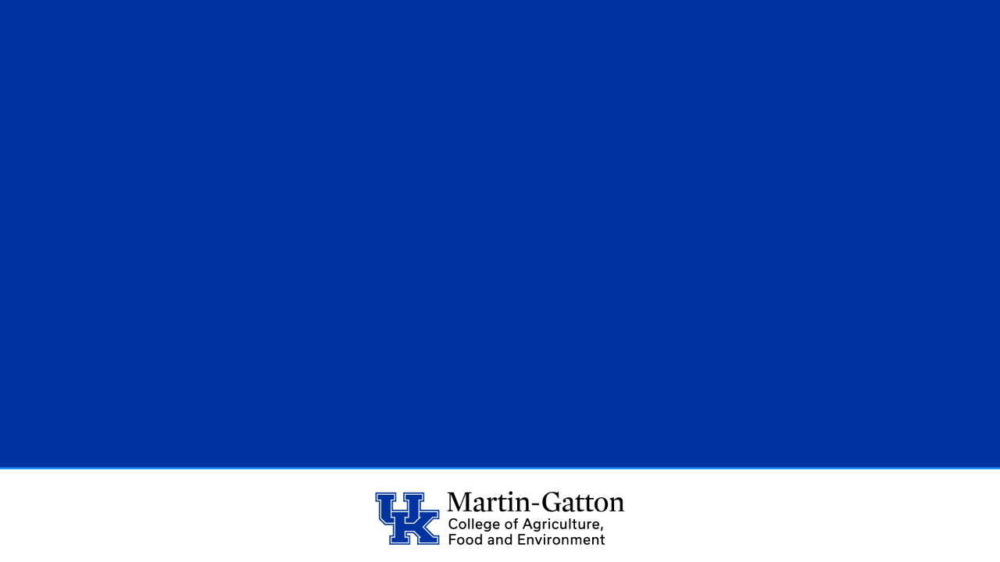 UK
Martin-Gatton
College of Agriculture,
Food and Environment